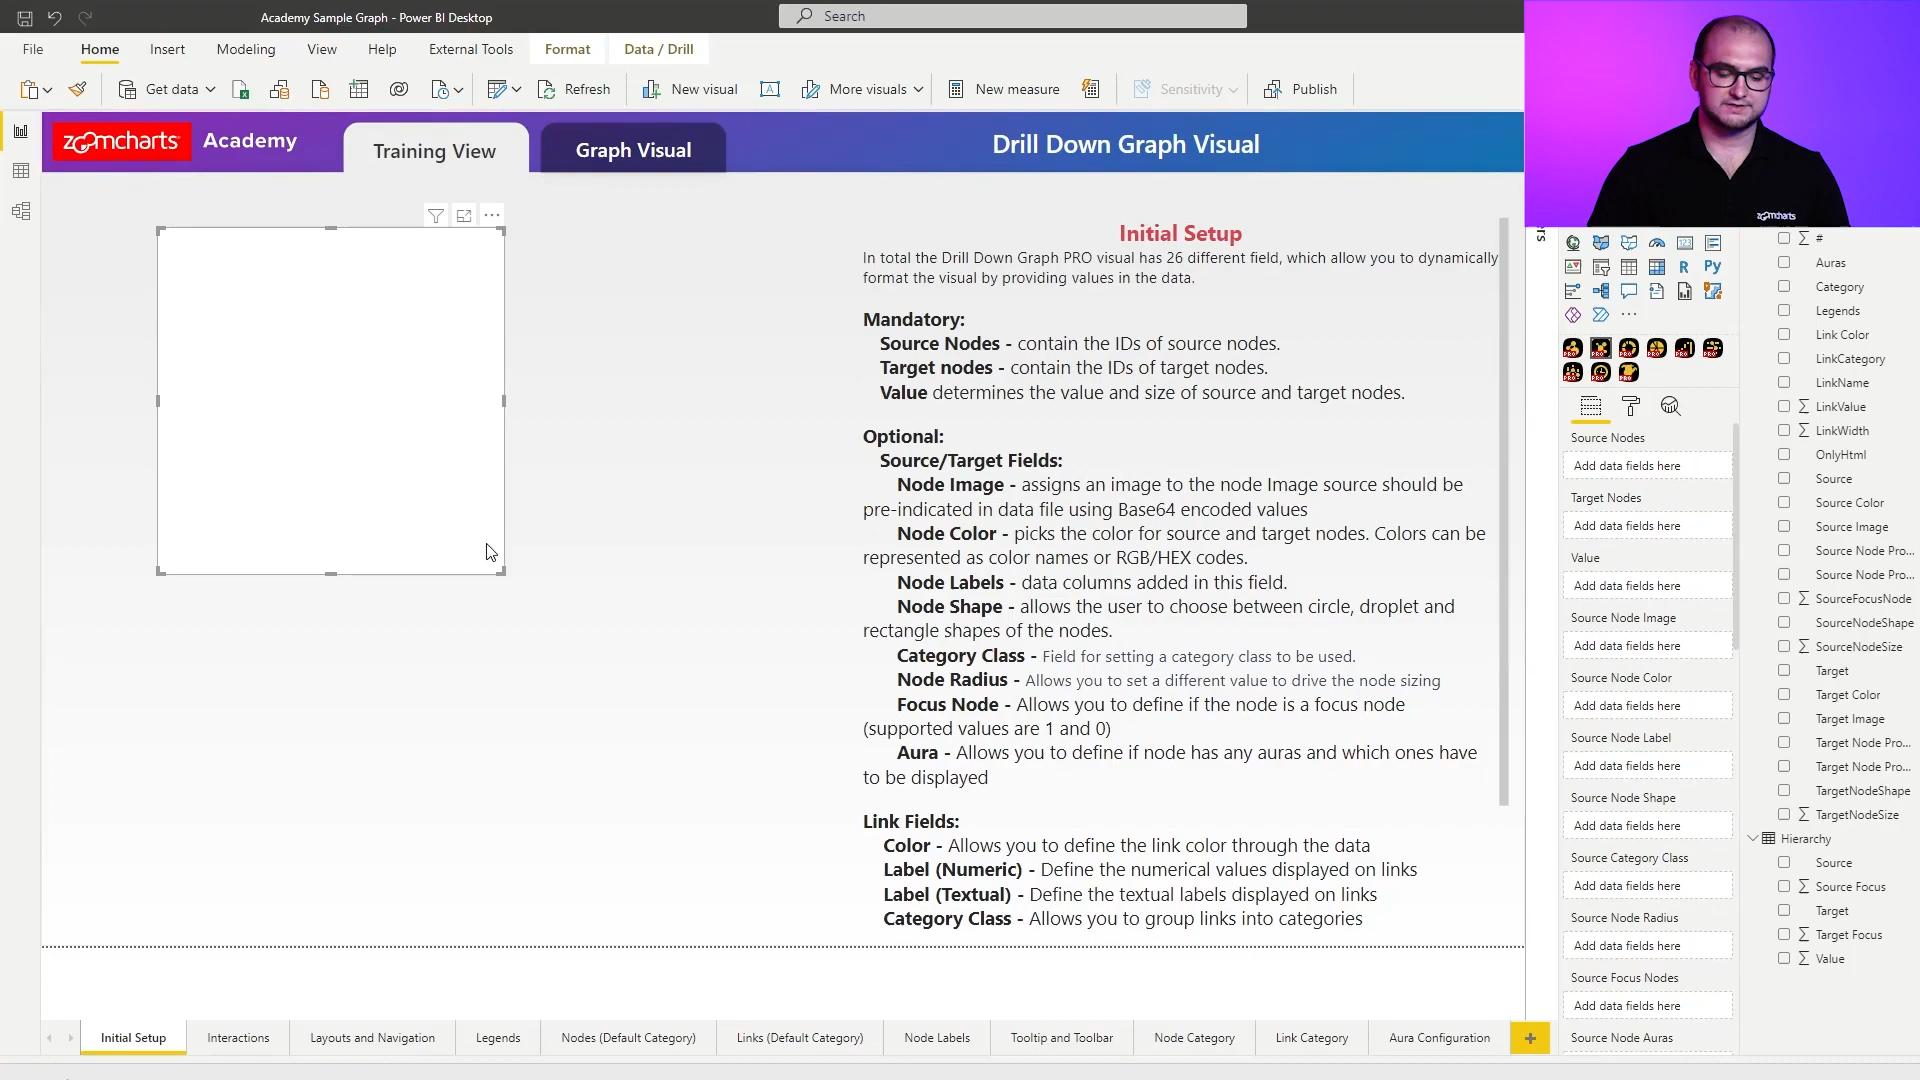 Academy Sample Graph - Power BI Desktop
Search
File
Home
Insert
Modeling
View
Help
External Tools
Format
Data / Drill
Get data
Refresh
New visual
More visuals
New measure
Sensitivity
Publish
zoomcharts
Academy
Training View
Graph Visual
Drill Down Graph Visual
zoomcharts
Initial Setup
In total the Drill Down Graph PRO visual has 26 different field, which allow you to dynamically
format the visual by providing values in the data.
Mandatory:
Source Nodes - contain the IDs of source nodes.
Target nodes - contain the IDs of target nodes.
Value determines the value and size of source and target nodes.
Optional:
Source/Target Fields:
Node Image - assigns an image to the node Image source should be
pre-indicated in data file using Base64 encoded values
Node Color - picks the color for source and target nodes. Colors can be
represented as color names or RGB/HEX codes.
Node Labels - data columns added in this field.
Node Shape - allows the user to choose between circle, droplet and
rectangle shapes of the nodes.
Category Class - Field for setting a category class to be used.
Node Radius - Allows you to set a different value to drive the node sizing
Focus Node - Allows you to define if the node is a focus node
(supported values are 1 and 0)
Aura - Allows you to define if node has any auras and which ones have
to be displayed
Link Fields:
Color - Allows you to define the link color through the data
Label (Numeric) - Define the numerical values displayed on links
Label (Textual) - Define the textual labels displayed on links
Category Class - Allows you to group links into categories
R
Py
PRO
PRO
PRO
PRO
PRO
PRO
PRO
PRO
PRO
Source Nodes
Add data fields here
Target Nodes
Add data fields here
Value
Add data fields here
Source Node Image
Add data fields here
Source Node Color
Add data fields here
Source Node Label
Add data fields here
Source Node Shape
Add data fields here
Source Category Class
Add data fields here
Source Node Radius
Add data fields here
Source Focus Nodes
Add data fields here
Source Node Auras
∑ #
Auras
Category
Legends
Link Color
LinkCategory
LinkName
∑ LinkValue
∑ LinkWidth
OnlyHtml
Source
Source Color
Source Image
Source Node Pro...
Source Node Pro...
∑ SourceFocusNode
SourceNodeShape
∑ SourceNodeSize
Target
Target Color
Target Image
Target Node Pro...
Target Node Pro...
TargetNodeShape
∑ TargetNodeSize
Hierarchy
Source
∑ Source Focus
Target
∑ Target Focus
∑ Value
Initial Setup
Interactions
Layouts and Navigation
Legends
Nodes (Default Category)
Links (Default Category)
Node Labels
Tooltip and Toolbar
Node Category
Link Category
Aura Configuration
+